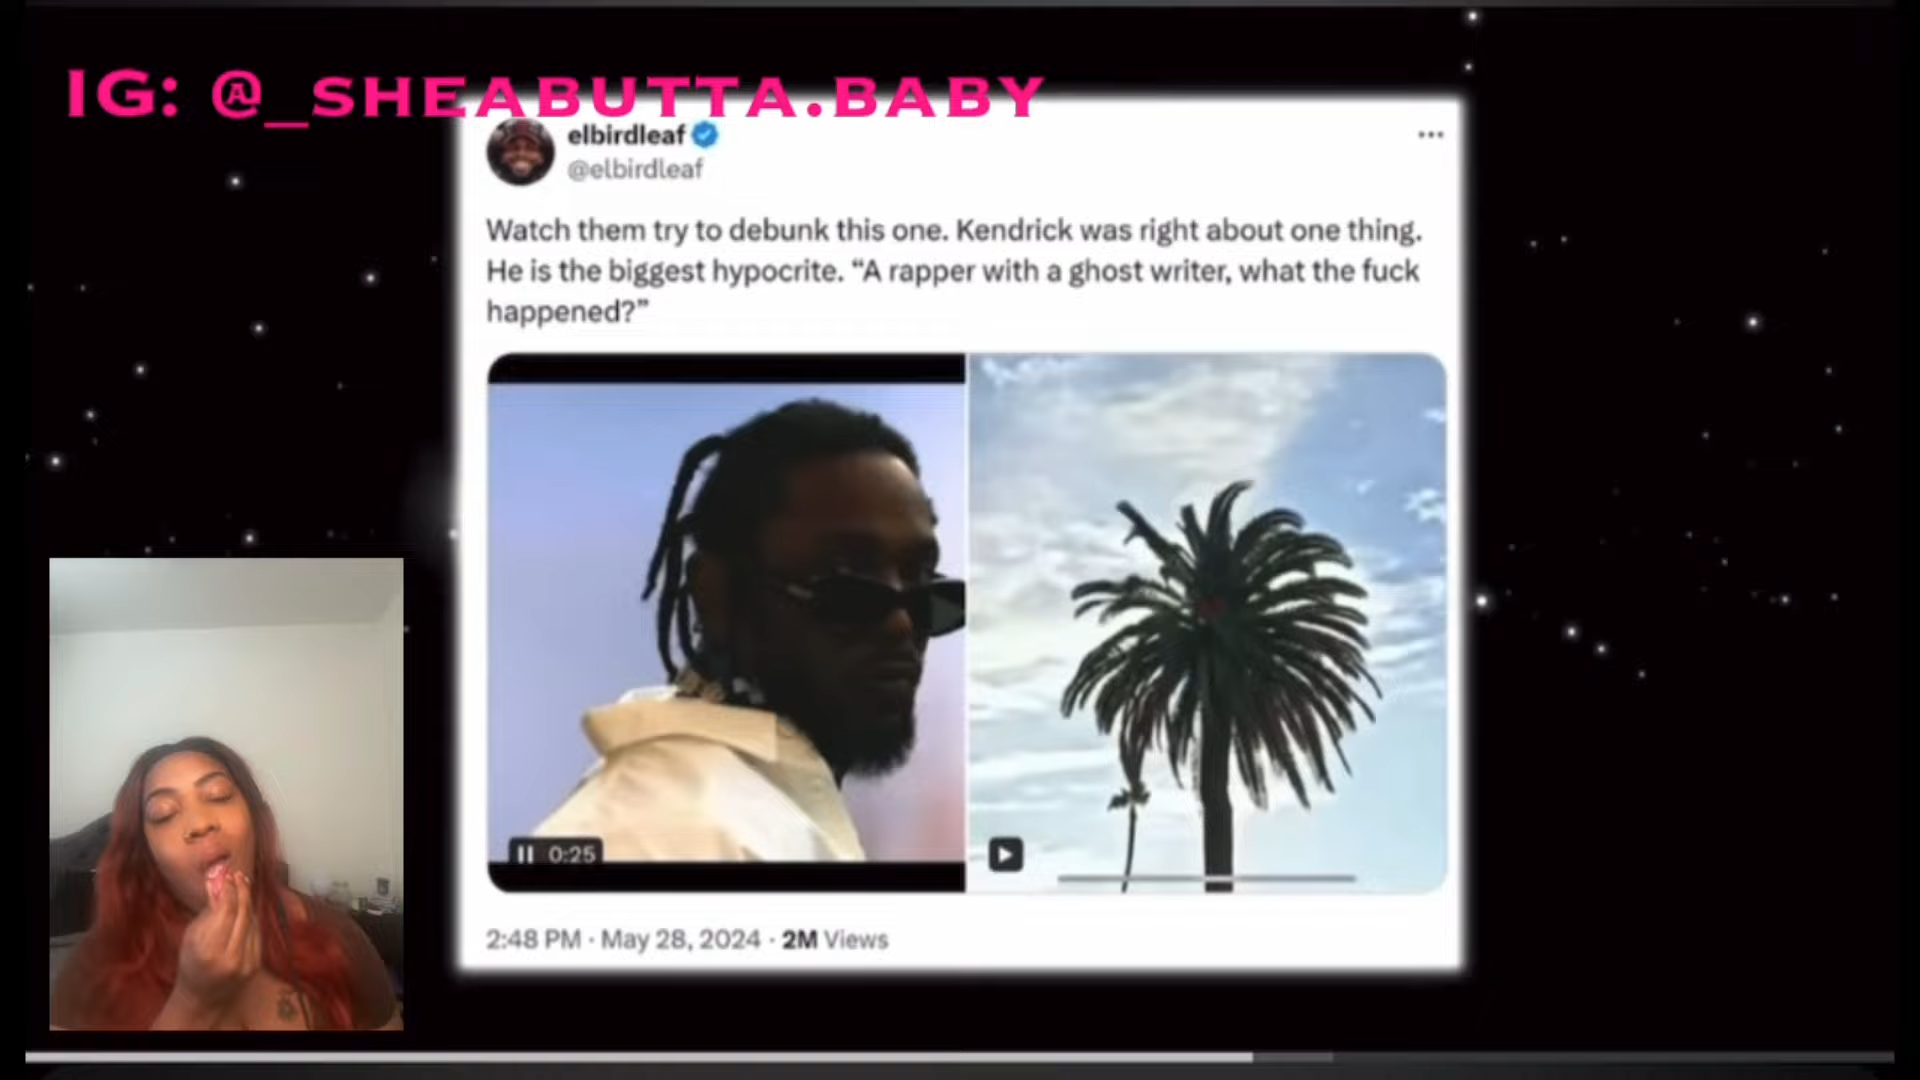 IG: @_SHEABUTTA.BABY
elbirdleaf
@elbirdleaf
Watch them try to debunk this one. Kendrick was right about one thing.
He is the biggest hypocrite. “A rapper with a ghost writer, what the fuck
happened?”
0:25
2:48 PM · May 28, 2024 · 2M Views